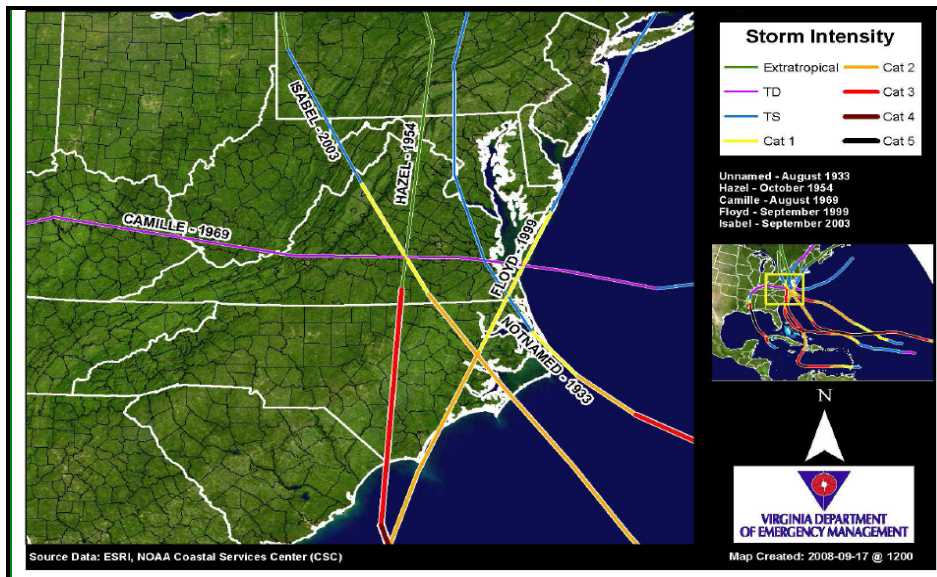 Storm Intensity
Extratropical
Cat 2
TD
Cat 3
TS
Cat 4
Cat 1
Cat 5
Unnamed - August 1933
Hazel - October 1954
Camille - August 1969
Floyd - September 1999
Isabel - September 2003
ISABEL - 2003
HAZEL - 1954
CAMILLE - 1969
FLOYD - 1999
NOTNAMED - 1933
N
VIRGINIA DEPARTMENT
OF EMERGENCY MANAGEMENT
Source Data: ESRI, NOAA Coastal Services Center (CSC)
Map Created: 2008-09-17 @ 1200